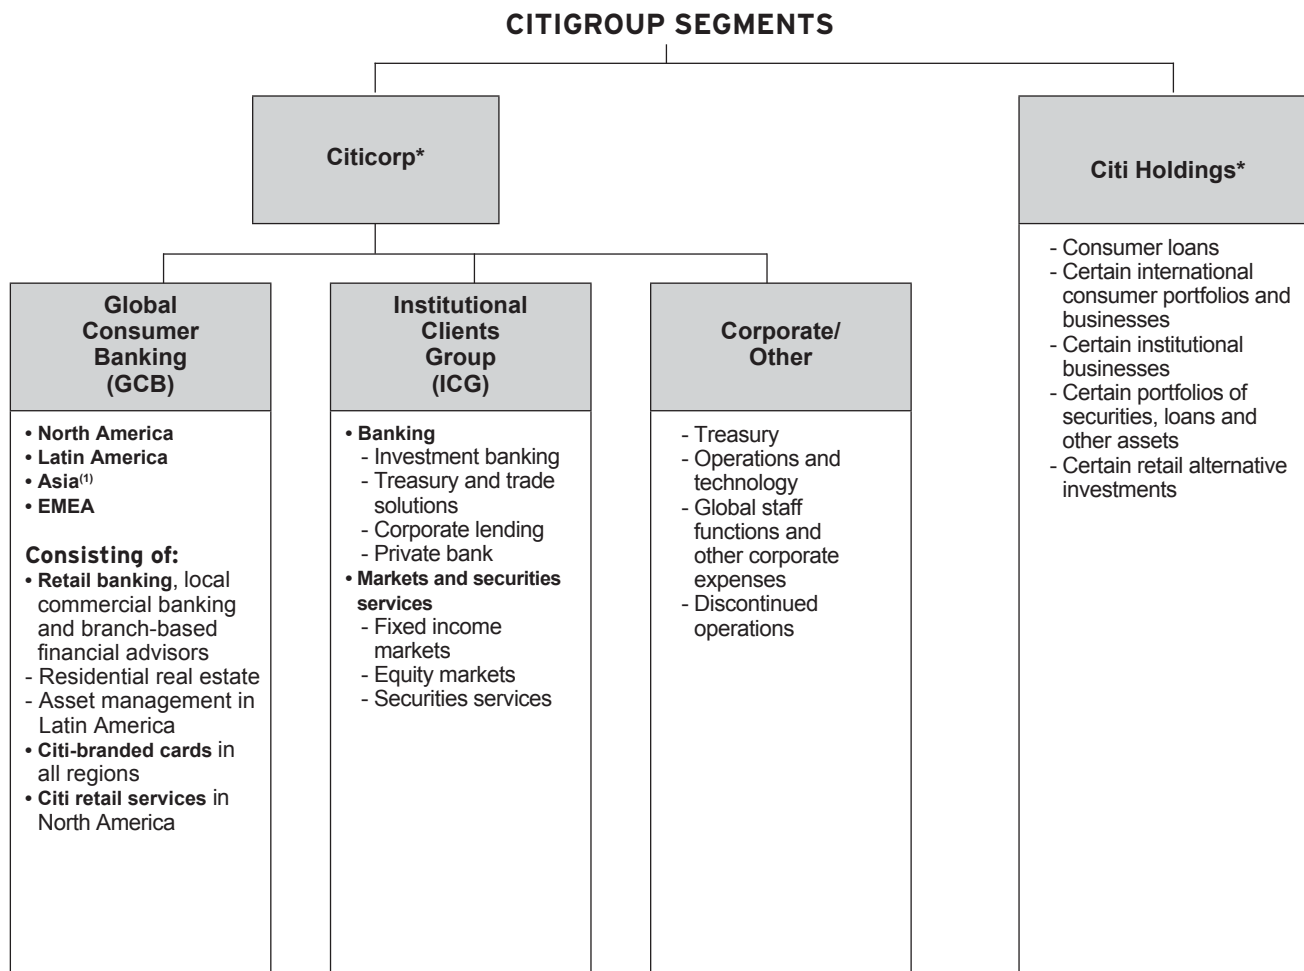 CITIGROUP SEGMENTS
Citicorp*
Citi Holdings*
- Consumer loans
- Certain international
consumer portfolios and
businesses
- Certain institutional
businesses
- Certain portfolios of
securities, loans and
other assets
- Certain retail alternative
investments
Global
Consumer
Banking
(GCB)
• North America
• Latin America
• Asia(1)
• EMEA
Consisting of:
• Retail banking, local
commercial banking
and branch-based
financial advisors
- Residential real estate
- Asset management in
Latin America
• Citi-branded cards in
all regions
• Citi retail services in
North America
Institutional
Clients
Group
(ICG)
• Banking
- Investment banking
- Treasury and trade
solutions
- Corporate lending
- Private bank
• Markets and securities
services
- Fixed income
markets
- Equity markets
- Securities services
Corporate/
Other
- Treasury
- Operations and
technology
- Global staff
functions and
other corporate
expenses
- Discontinued
operations